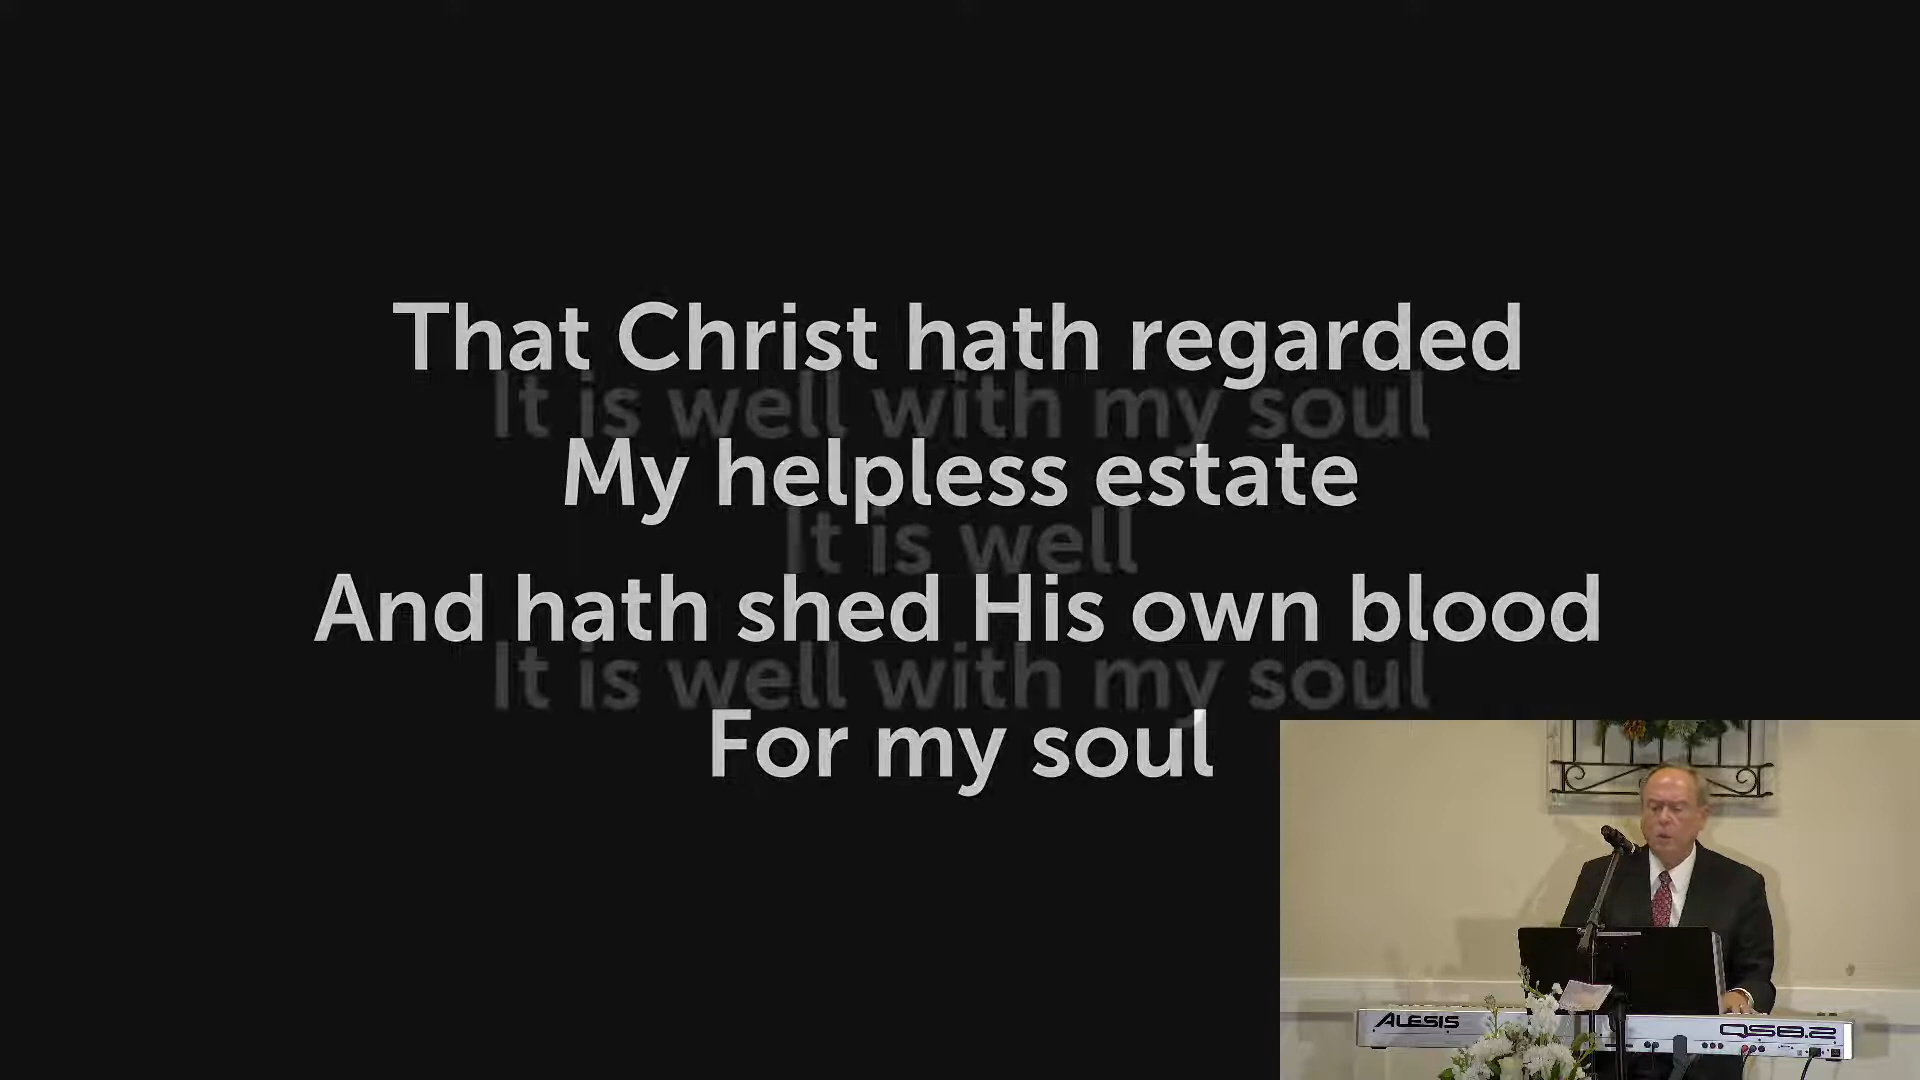 That Christ hath regarded
It is well with my soul
My helpless estate
It is well
And hath shed His own blood
It is well with my soul
For my soul
ALESIS
QS8.2